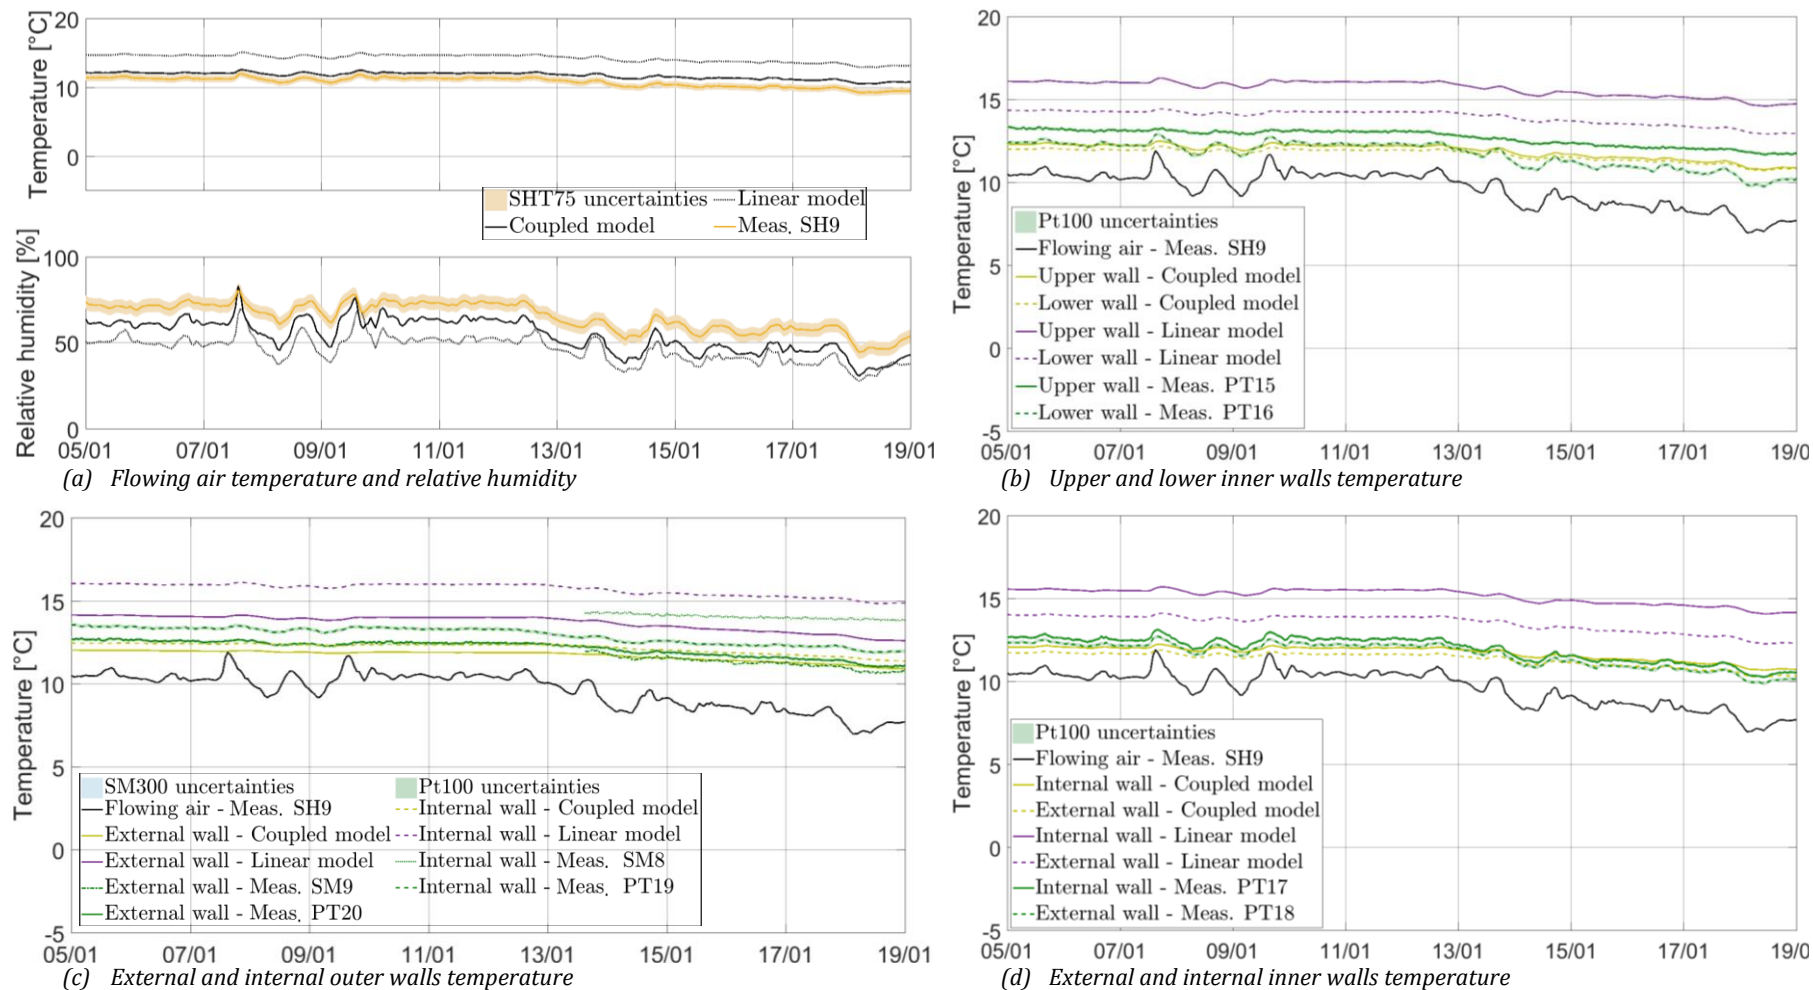 20
10
0
Temperature [°C]
SHT75 uncertainties
Linear model
Coupled model
Meas. SH9
100
50
0
Relative humidity [%]
05/01 07/01 09/01 11/01 13/01 15/01 17/01 19/01
(a) Flowing air temperature and relative humidity
20
15
10
5
0
-5
Temperature [°C]
Pt100 uncertainties
Flowing air - Meas. SH9
Upper wall - Coupled model
Lower wall - Coupled model
Upper wall - Linear model
Lower wall - Linear model
Upper wall - Meas. PT15
Lower wall - Meas. PT16
05/01 07/01 09/01 11/01 13/01 15/01 17/01 19/0
(b) Upper and lower inner walls temperature
20
15
10
5
0
-5
Temperature [°C]
SM300 uncertainties
Flowing air - Meas. SH9
External wall - Coupled model
External wall - Linear model
External wall - Meas. SM9
External wall - Meas. PT20
Pt100 uncertainties
Internal wall - Coupled model
Internal wall - Linear model
Internal wall - Meas. SM8
Internal wall - Meas. PT19
05/01 07/01 09/01 11/01 13/01 15/01 17/01 19/01
(c) External and internal outer walls temperature
20
15
10
5
0
-5
Temperature [°C]
Pt100 uncertainties
Flowing air - Meas. SH9
Internal wall - Coupled model
External wall - Coupled model
Internal wall - Linear model
External wall - Linear model
Internal wall - Meas. PT17
External wall - Meas. PT18
05/01 07/01 09/01 11/01 13/01 15/01 17/01 19/0
(d) External and internal inner walls temperature